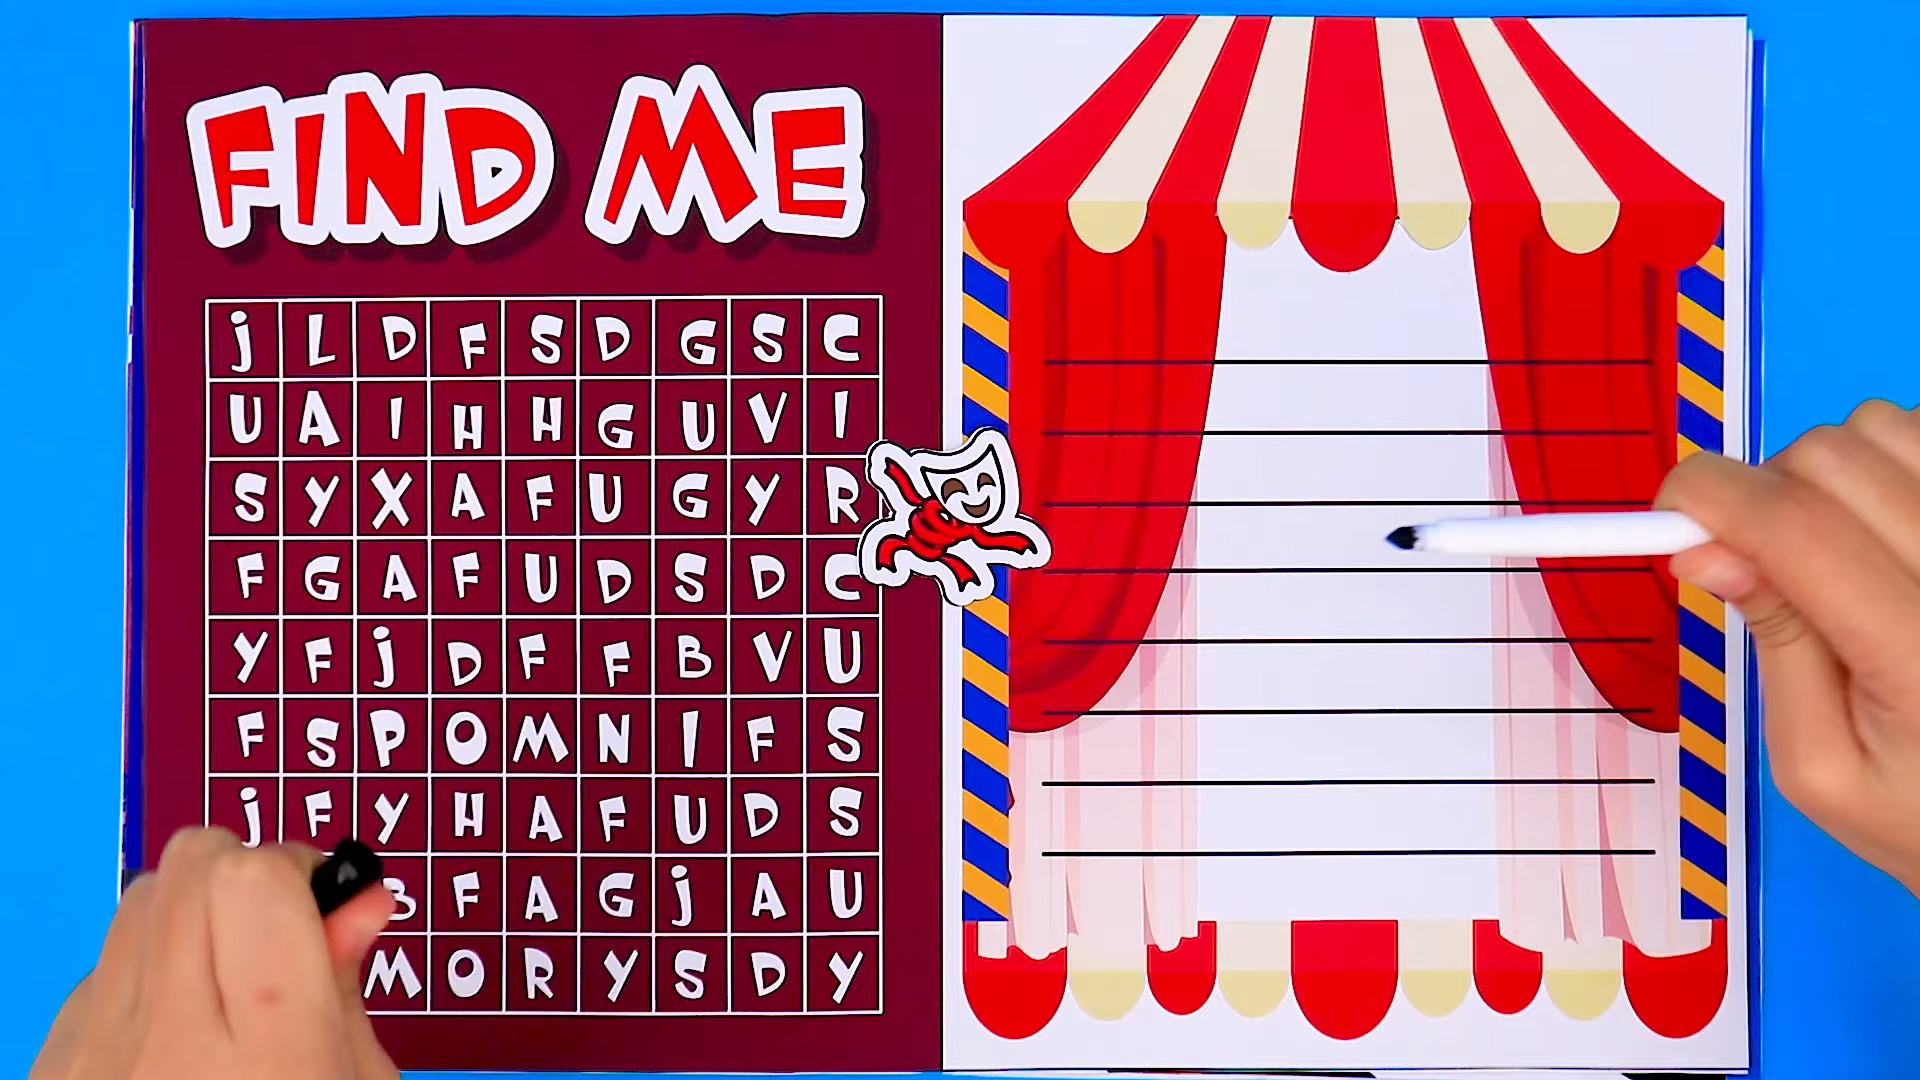 FIND ME
j L D F S D G S C
U A I H H G U V I
S Y X A F U G Y R
F G A F U D S D C
Y F j D F F B V U
F S P O M N I F S
j F Y H A F U D S
B F A G j A U
M O R Y S D Y